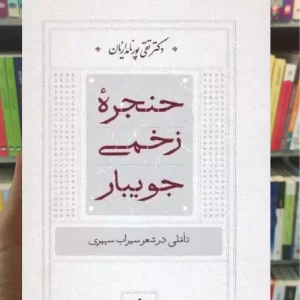 دکتر تقی پورنامداریان
حنجرهٔ
زخمی
جویبار
تأملی در شعر سهراب سپهری